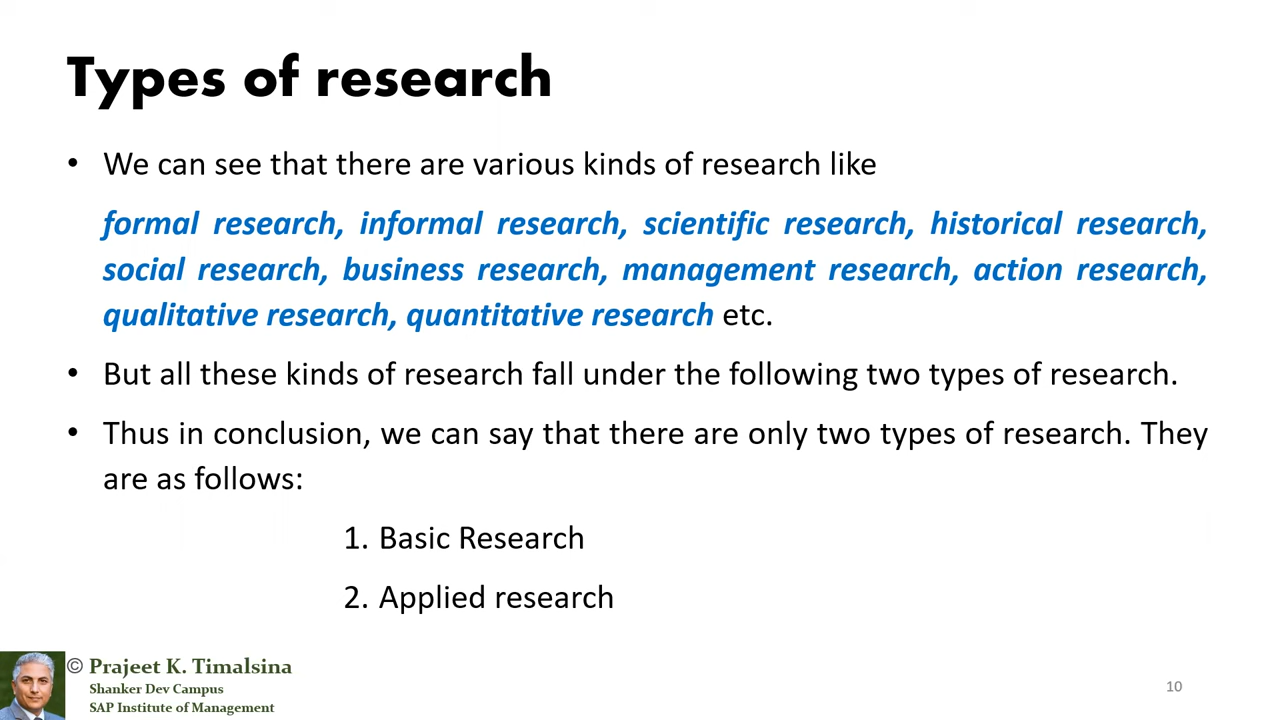 Types of research
• We can see that there are various kinds of research like
formal research, informal research, scientific research, historical research,
social research, business research, management research, action research,
qualitative research, quantitative research etc.
• But all these kinds of research fall under the following two types of research.
• Thus in conclusion, we can say that there are only two types of research. They
are as follows:
1. Basic Research
2. Applied research
© Prajeet K. Timalsina
Shanker Dev Campus
SAP Institute of Management
10